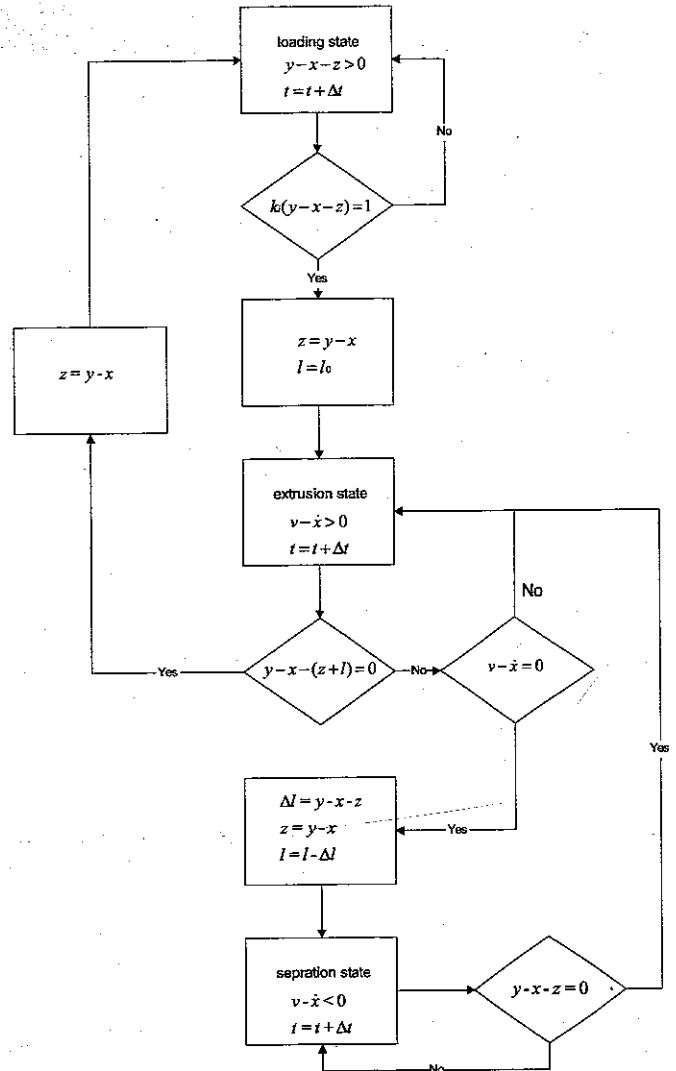 loading state
y-x-z>0
t=t+Δt
No
k(y-x-z)=1
Yes
z=y-x
l=l₀
z=y-x
extrusion state
v-ẋ>0
t=t+Δt
No
y-x-(z+l)=0
Yes
No
v-ẋ=0
Yes
Δl=y-x-z
z=y-x
l=l-Δl
Yes
sepration state
v-ẋ<0
t=t+Δt
y-x-z=0
No